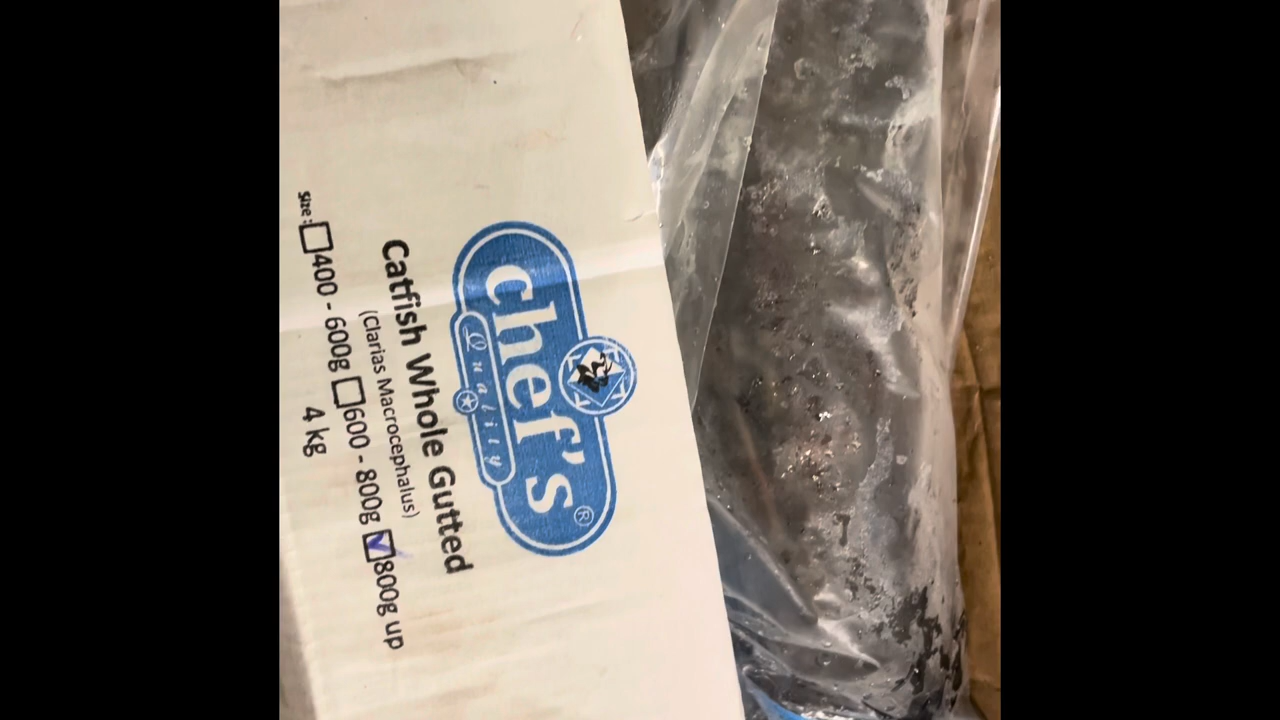 chef's ®
Quality
Catfish Whole Gutted
(Clarias Macrocephalus)
Size: 400 - 600g 600 - 800g 800g up
4 kg